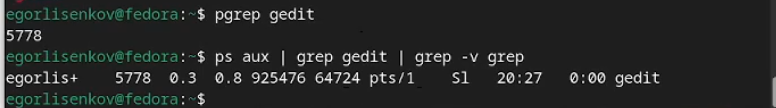 egorlisenkov@fedora:~$ pgrep gedit
5778
egorlisenkov@fedora:~$ ps aux | grep gedit | grep -v grep
egorlis+    5778  0.3  0.8 925476 64724 pts/1    Sl   20:27   0:00 gedit
egorlisenkov@fedora:~$